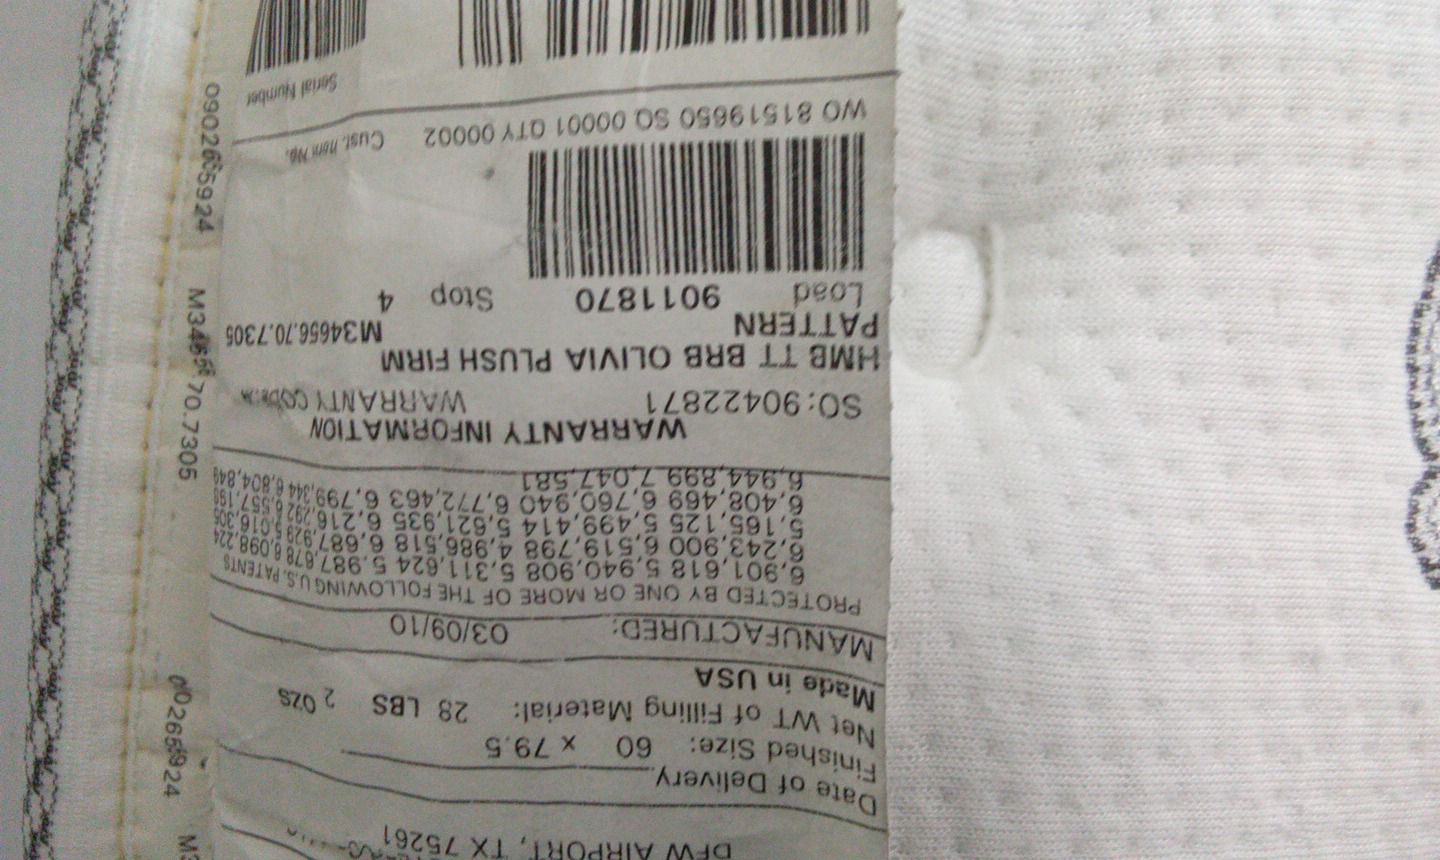 DFW AIRPORT, TX 75261
Date of Delivery
Finished Size: 60 x 79.5
Net WT of Filling Material: 28 LBS 2 OZS
Made in USA
MANUFACTURED: 03/09/10
PROTECTED BY ONE OR MORE OF THE FOLLOWING U.S. PATENTS
6,901,618 5,940,908 5,311,624 5,987,678 6,098,224
6,243,900 6,519,798 4,986,518 6,687,929 5,016,305
5,165,125 5,499,414 5,621,935 6,216,292 6,557,199
6,408,469 6,760,940 6,772,463 6,799,344 6,804,848
6,944,899 7,047,581
WARRANTY INFORMATION
SO:90422871 WARRANTY CODE:
HMB TT BRB OLIVIA PLUSH FIRM
PATTERN M34656.70.7305
Load 9011870 Stop 4
WO 81519650 SQ 00001 QTY 00002 Cust. Item No.
Serial Number
0902655924
M34656.70.7305